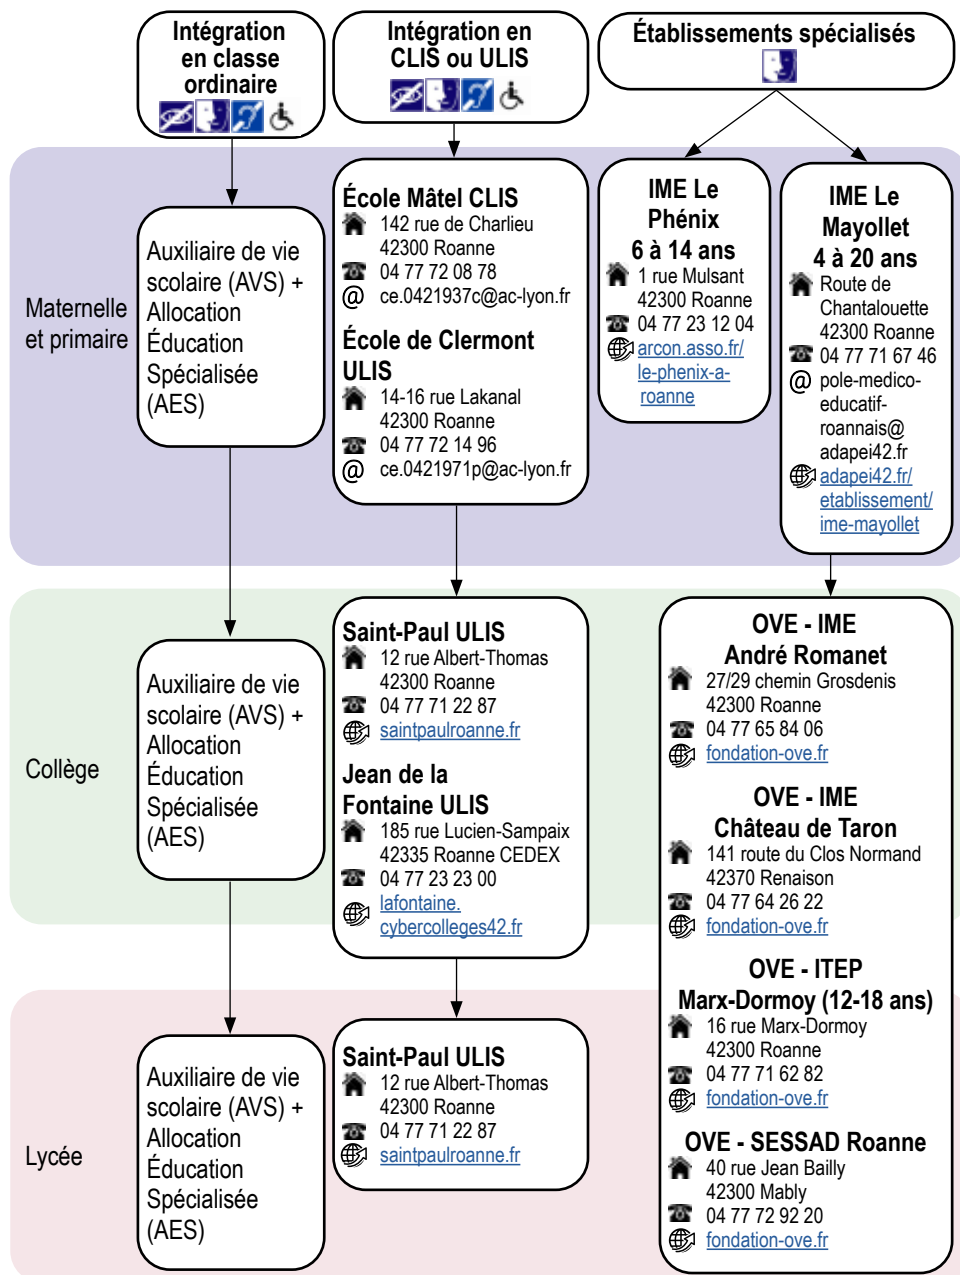 Intégration
en classe
ordinaire
Intégration en
CLIS ou ULIS
Établissements spécialisés
Maternelle
et primaire
Auxiliaire de vie
scolaire (AVS) +
Allocation
Éducation
Spécialisée
(AES)
École Mâtel CLIS
142 rue de Charlieu
42300 Roanne
04 77 72 08 78
@ ce.0421937c@ac-lyon.fr
École de Clermont
ULIS
14-16 rue Lakanal
42300 Roanne
04 77 72 14 96
@ ce.0421971p@ac-lyon.fr
IME Le
Phénix
6 à 14 ans
1 rue Mulsant
42300 Roanne
04 77 23 12 04
arcon.asso.fr/
le-phenix-a-
roanne
IME Le
Mayollet
4 à 20 ans
Route de
Chantalouette
42300 Roanne
04 77 71 67 46
@ pole-medico-
educatif-
roannais@
adapei42.fr
adapei42.fr/
etablissement/
ime-mayollet
Collège
Auxiliaire de vie
scolaire (AVS) +
Allocation
Éducation
Spécialisée
(AES)
Saint-Paul ULIS
12 rue Albert-Thomas
42300 Roanne
04 77 71 22 87
saintpaulroanne.fr
Jean de la
Fontaine ULIS
185 rue Lucien-Sampaix
42335 Roanne CEDEX
04 77 23 23 00
lafontaine.
cybercolleges42.fr
OVE - IME
André Romanet
27/29 chemin Grosdenis
42300 Roanne
04 77 65 84 06
fondation-ove.fr
OVE - IME
Château de Taron
141 route du Clos Normand
42370 Renaison
04 77 64 26 22
fondation-ove.fr
OVE - ITEP
Marx-Dormoy (12-18 ans)
16 rue Marx-Dormoy
42300 Roanne
04 77 71 62 82
fondation-ove.fr
OVE - SESSAD Roanne
40 rue Jean Bailly
42300 Mably
04 77 72 92 20
fondation-ove.fr
Lycée
Auxiliaire de vie
scolaire (AVS) +
Allocation
Éducation
Spécialisée
(AES)
Saint-Paul ULIS
12 rue Albert-Thomas
42300 Roanne
04 77 71 22 87
saintpaulroanne.fr